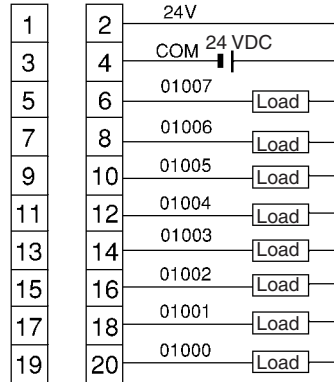 1 2 24V
3 4 COM 24 VDC
5 6 01007 Load
7 8 01006 Load
9 10 01005 Load
11 12 01004 Load
13 14 01003 Load
15 16 01002 Load
17 18 01001 Load
19 20 01000 Load